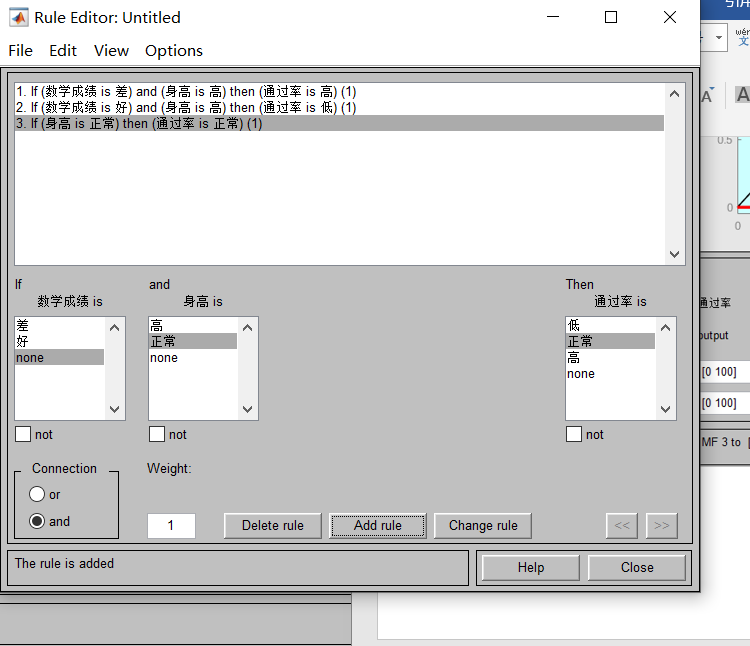 Rule Editor: Untitled
File Edit View Options
1. If (数学成绩 is 差) and (身高 is 高) then (通过率 is 高) (1)
2. If (数学成绩 is 好) and (身高 is 高) then (通过率 is 低) (1)
3. If (身高 is 正常) then (通过率 is 正常) (1)
If
and
Then
数学成绩 is
身高 is
通过率 is
差
好
none
高
正常
none
低
正常
高
none
not
not
not
Connection
or
and
Weight:
1
Delete rule
Add rule
Change rule
<<
>>
The rule is added
Help
Close
wén
文
A
A
0.5
0
0
通过率
output
[0 100]
[0 100]
MF 3 to